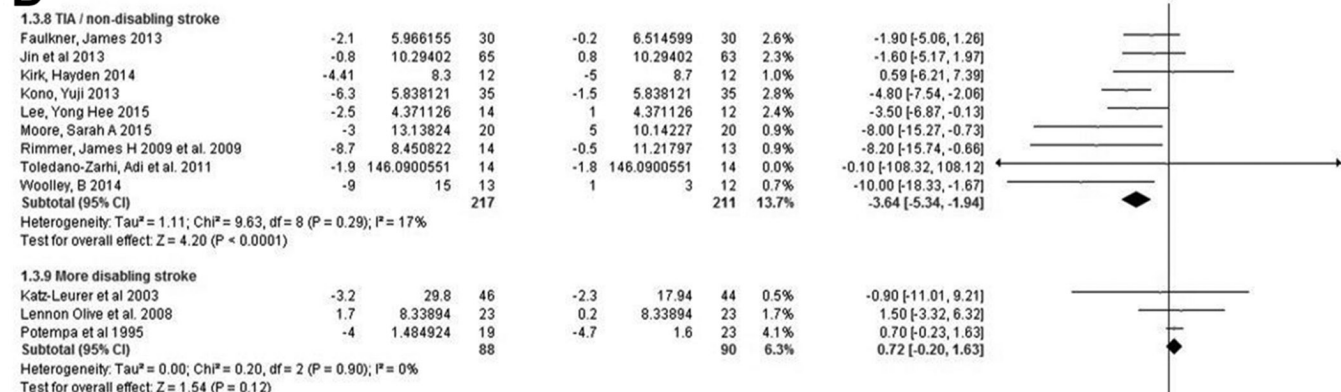 D
1.3.8 TIA / non-disabling stroke
Faulkner, James 2013 -2.1 5.966155 30 -0.2 6.514599 30 2.6% -1.90 [-5.06, 1.26]
Jin et al 2013 -0.8 10.29402 65 0.8 10.29402 63 2.3% -1.60 [-5.17, 1.97]
Kirk, Hayden 2014 -4.41 8.3 12 -5 8.7 12 1.0% 0.59 [-6.21, 7.39]
Kono, Yuji 2013 -6.3 5.838121 35 -1.5 5.838121 35 2.8% -4.80 [-7.54, -2.06]
Lee, Yong Hee 2015 -2.5 4.371126 14 1 4.371126 12 2.4% -3.50 [-6.87, -0.13]
Moore, Sarah A 2015 -3 13.13824 20 5 10.14227 20 0.9% -8.00 [-15.27, -0.73]
Rimmer, James H 2009 et al. 2009 -8.7 8.450822 14 -0.5 11.21797 13 0.9% -8.20 [-15.74, -0.66]
Toledano-Zarhi, Adi et al. 2011 -1.9 146.0900551 14 -1.8 146.0900551 14 0.0% -0.10 [-108.32, 108.12]
Woolley, B 2014 -9 15 13 1 3 12 0.7% -10.00 [-18.33, -1.67]
Subtotal (95% CI) 217 211 13.7% -3.64 [-5.34, -1.94]
Heterogeneity: Tau² = 1.11; Chi² = 9.63, df = 8 (P = 0.29); I² = 17%
Test for overall effect: Z = 4.20 (P < 0.0001)
1.3.9 More disabling stroke
Katz-Leurer et al 2003 -3.2 29.8 46 -2.3 17.94 44 0.5% -0.90 [-11.01, 9.21]
Lennon Olive et al. 2008 1.7 8.33894 23 0.2 8.33894 23 1.7% 1.50 [-3.32, 6.32]
Potempa et al 1995 -4 1.484924 19 -4.7 1.6 23 4.1% 0.70 [-0.23, 1.63]
Subtotal (95% CI) 88 90 6.3% 0.72 [-0.20, 1.63]
Heterogeneity: Tau² = 0.00; Chi² = 0.20, df = 2 (P = 0.90); I² = 0%
Test for overall effect: Z = 1.54 (P = 0.12)